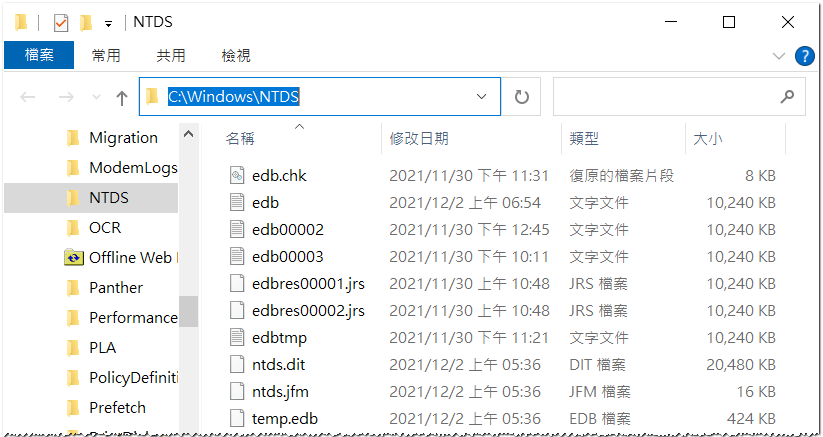 NTDS
檔案 常用 共用 檢視
C:\Windows\NTDS
Migration
ModemLogs
NTDS
OCR
Offline Web
Panther
Performance
PLA
PolicyDefiniti
Prefetch
名稱 修改日期 類型 大小
edb.chk 2021/11/30 下午 11:31 復原的檔案片段 8 KB
edb 2021/12/2 上午 06:54 文字文件 10,240 KB
edb00002 2021/11/30 下午 12:45 文字文件 10,240 KB
edb00003 2021/11/30 下午 10:11 文字文件 10,240 KB
edbres00001.jrs 2021/11/30 上午 10:48 JRS 檔案 10,240 KB
edbres00002.jrs 2021/11/30 上午 10:48 JRS 檔案 10,240 KB
edbtmp 2021/11/30 下午 11:21 文字文件 10,240 KB
ntds.dit 2021/12/2 上午 05:36 DIT 檔案 20,480 KB
ntds.jfm 2021/12/2 上午 05:36 JFM 檔案 16 KB
temp.edb 2021/12/2 上午 05:36 EDB 檔案 424 KB